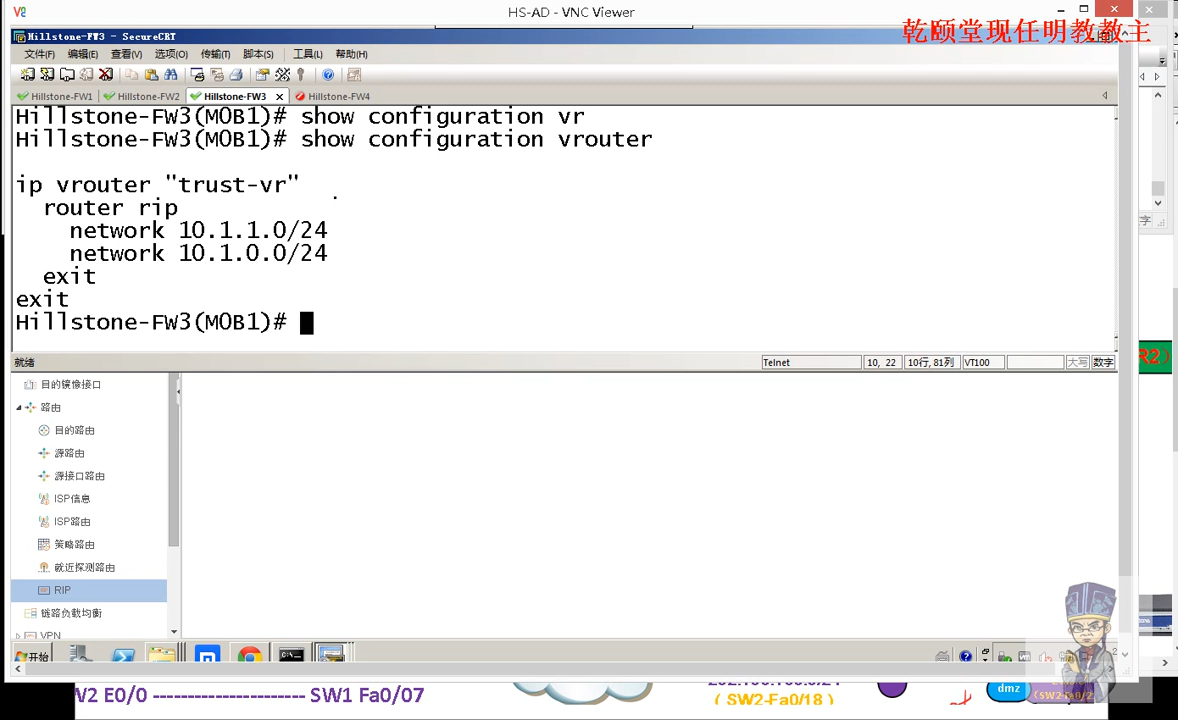 HS-AD - VNC Viewer
乾颐堂现任明教教主
Hillstone-FW3 - SecureCRT
文件(F) 编辑(E) 查看(V) 选项(O) 传输(T) 脚本(S) 工具(L) 帮助(H)
Hillstone-FW1 Hillstone-FW2 Hillstone-FW3 Hillstone-FW4
Hillstone-FW3(M0B1)# show configuration vr
Hillstone-FW3(M0B1)# show configuration vrouter
ip vrouter "trust-vr"
router rip
network 10.1.1.0/24
network 10.1.0.0/24
exit
exit
Hillstone-FW3(M0B1)#
就绪 Telnet 10, 22 10行, 81列 VT100 大写 数字
字
R2)
目的镜像接口
路由
目的路由
源路由
源接口路由
ISP信息
ISP路由
策略路由
就近探测路由
RIP
链路负载均衡
VPN
开始
W2 E0/0 ---------------------- SW1 Fa0/07
( SW2-Fa0/18 )
dmz